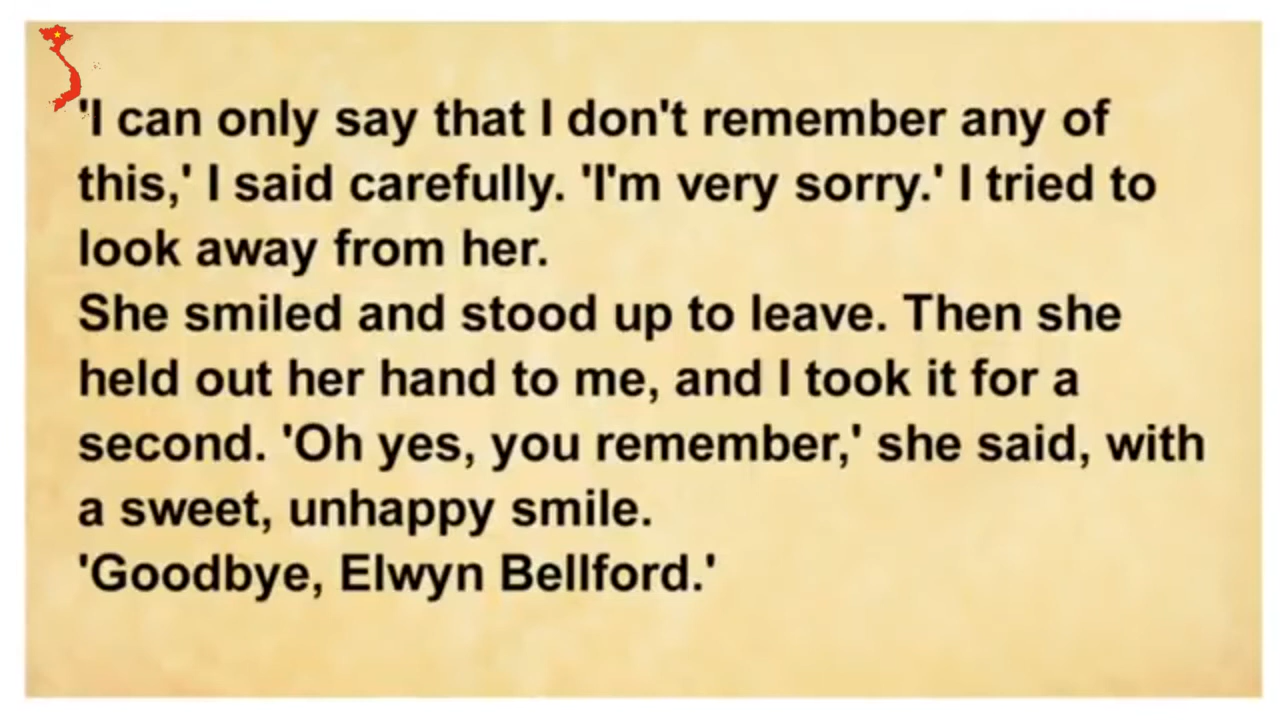 'I can only say that I don't remember any of
this,' I said carefully. 'I'm very sorry.' I tried to
look away from her.
She smiled and stood up to leave. Then she
held out her hand to me, and I took it for a
second. 'Oh yes, you remember,' she said, with
a sweet, unhappy smile.
'Goodbye, Elwyn Bellford.'